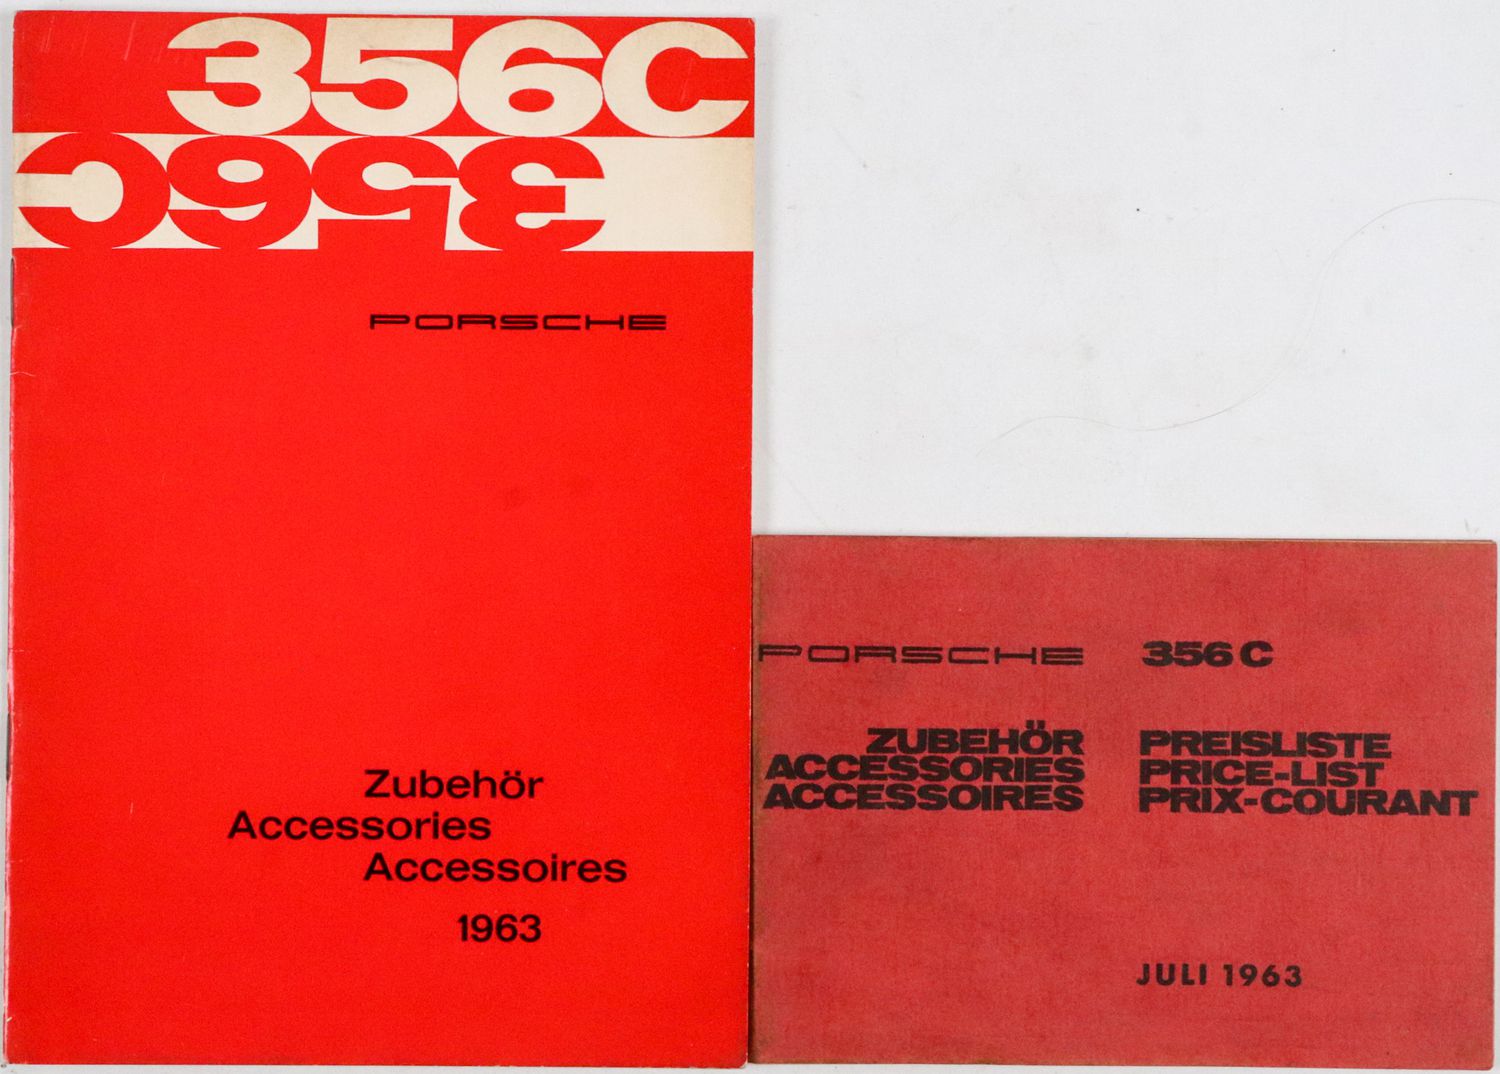 356C
356C
PORSCHE
Zubehör
Accessories
Accessoires
1963
PORSCHE 356 C
ZUBEHÖR PREISLISTE
ACCESSORIES PRICE-LIST
ACCESSOIRES PRIX-COURANT
JULI 1963